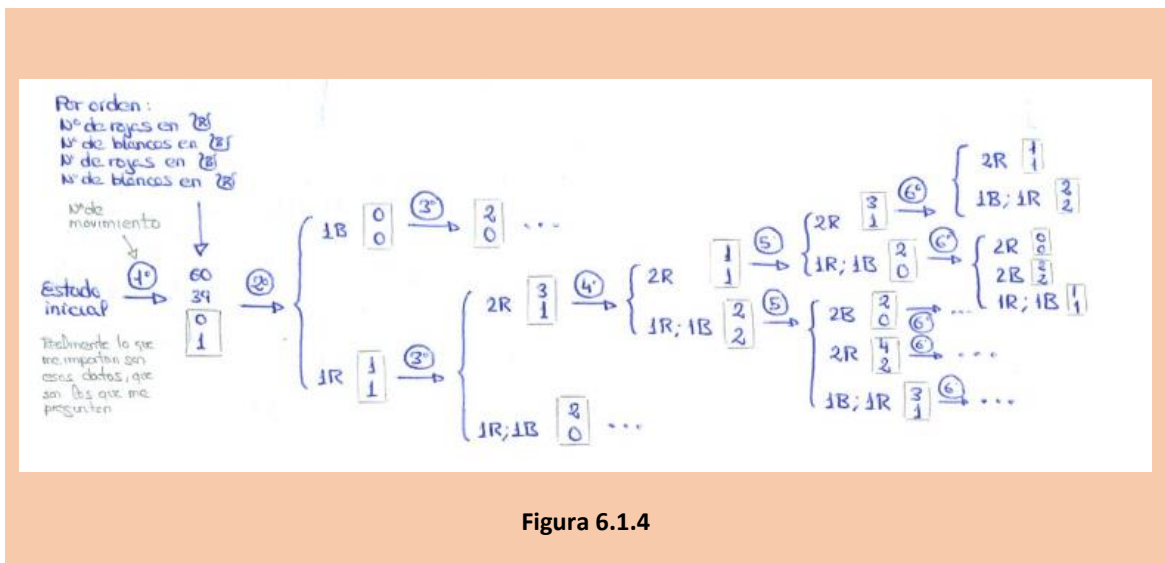 Por orden:
Nº de rojas en
Nº de blancas en
Nº de rojas en
Nº de blancas en
Nº de
movimiento
Estado
inicial
1º
60
39
0
1
Realmente lo que
me importan son
esos datos, que
son los que me
preguntan
2º
1B 0
0
3º
2
0 ...
1R 1
1
3º
2R 3
1
1R; 1B 2
0 ...
4º
2R 1
1
1R; 1B 2
2
5
2R 3
1
1R; 1B 2
0
5
2B 2
0
2R 4
2
1B; 1R 3
1
6º
2R 1
1
1B; 1R 2
2
6º
2R 0
0
2B 2
2
1R; 1B 1
1
6º ...
6º ...
6º ...
Figura 6.1.4